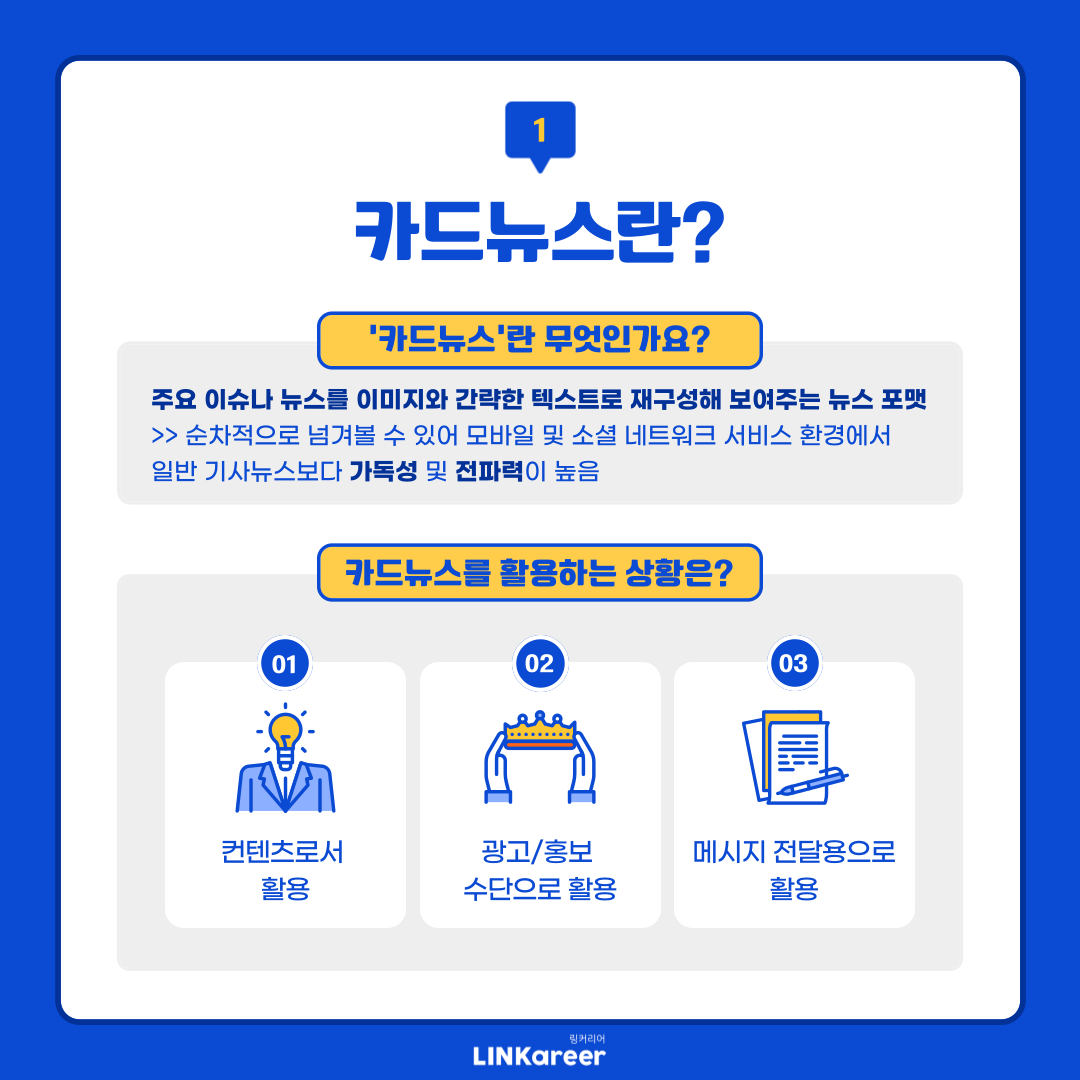 1
카드뉴스란?
'카드뉴스'란 무엇인가요?
주요 이슈나 뉴스를 이미지와 간략한 텍스트로 재구성해 보여주는 뉴스 포맷
>> 순차적으로 넘겨볼 수 있어 모바일 및 소셜 네트워크 서비스 환경에서
일반 기사뉴스보다 가독성 및 전파력이 높음
카드뉴스를 활용하는 상황은?
01
컨텐츠로서
활용
02
광고/홍보
수단으로 활용
03
메시지 전달용으로
활용
링커리어
LINKareer